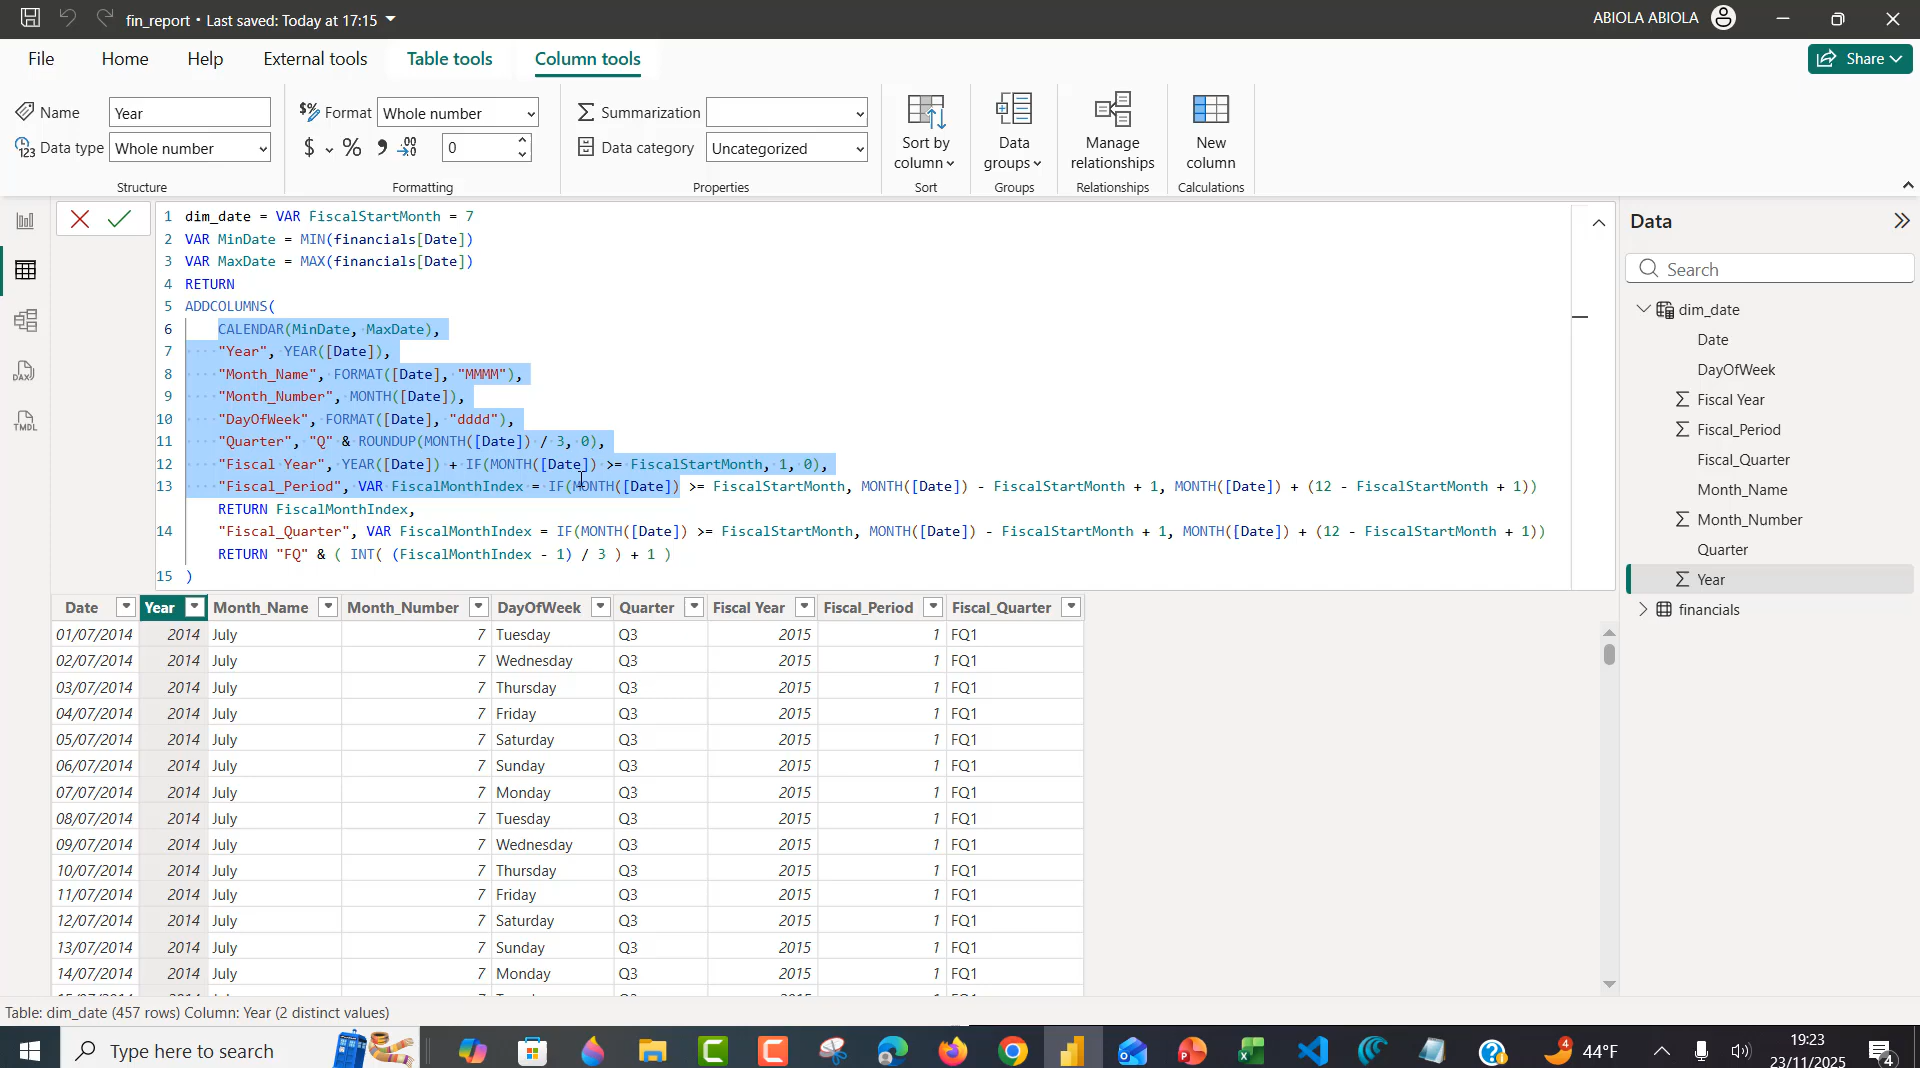 fin_report • Last saved: Today at 17:15
ABIOLA ABIOLA
File Home Help External tools Table tools Column tools
Share
Name Year
Format Whole number
Summarization
Data type Whole number
$ % 9 .00 0
Data category Uncategorized
Sort by column
Data groups
Manage relationships
New column
Structure Formatting Properties Sort Groups Relationships Calculations
1 dim_date = VAR FiscalStartMonth = 7
2 VAR MinDate = MIN(financials[Date])
3 VAR MaxDate = MAX(financials[Date])
4 RETURN
5 ADDCOLUMNS(
6 CALENDAR(MinDate, MaxDate),
7 "Year", YEAR([Date]),
8 "Month_Name", FORMAT([Date], "MMMM"),
9 "Month_Number", MONTH([Date]),
10 "DayOfWeek", FORMAT([Date], "dddd"),
11 "Quarter", "Q" & ROUNDUP(MONTH([Date]) / 3, 0),
12 "Fiscal Year", YEAR([Date]) + IF(MONTH([Date]) >= FiscalStartMonth, 1, 0),
13 "Fiscal_Period", VAR FiscalMonthIndex = IF(MONTH([Date]) >= FiscalStartMonth, MONTH([Date]) - FiscalStartMonth + 1, MONTH([Date]) + (12 - FiscalStartMonth + 1))
RETURN FiscalMonthIndex,
14 "Fiscal_Quarter", VAR FiscalMonthIndex = IF(MONTH([Date]) >= FiscalStartMonth, MONTH([Date]) - FiscalStartMonth + 1, MONTH([Date]) + (12 - FiscalStartMonth + 1))
RETURN "FQ" & ( INT( (FiscalMonthIndex - 1) / 3 ) + 1 )
15 )
Date Year Month_Name Month_Number DayOfWeek Quarter Fiscal Year Fiscal_Period Fiscal_Quarter
01/07/2014 2014 July 7 Tuesday Q3 2015 1 FQ1
02/07/2014 2014 July 7 Wednesday Q3 2015 1 FQ1
03/07/2014 2014 July 7 Thursday Q3 2015 1 FQ1
04/07/2014 2014 July 7 Friday Q3 2015 1 FQ1
05/07/2014 2014 July 7 Saturday Q3 2015 1 FQ1
06/07/2014 2014 July 7 Sunday Q3 2015 1 FQ1
07/07/2014 2014 July 7 Monday Q3 2015 1 FQ1
08/07/2014 2014 July 7 Tuesday Q3 2015 1 FQ1
09/07/2014 2014 July 7 Wednesday Q3 2015 1 FQ1
10/07/2014 2014 July 7 Thursday Q3 2015 1 FQ1
11/07/2014 2014 July 7 Friday Q3 2015 1 FQ1
12/07/2014 2014 July 7 Saturday Q3 2015 1 FQ1
13/07/2014 2014 July 7 Sunday Q3 2015 1 FQ1
14/07/2014 2014 July 7 Monday Q3 2015 1 FQ1
Data
Search
dim_date
Date
DayOfWeek
Fiscal Year
Fiscal_Period
Fiscal_Quarter
Month_Name
Month_Number
Quarter
Year
financials
DAX
TMDL
Table: dim_date (457 rows) Column: Year (2 distinct values)
Type here to search
4
44°F
19:23
23/11/2025
4